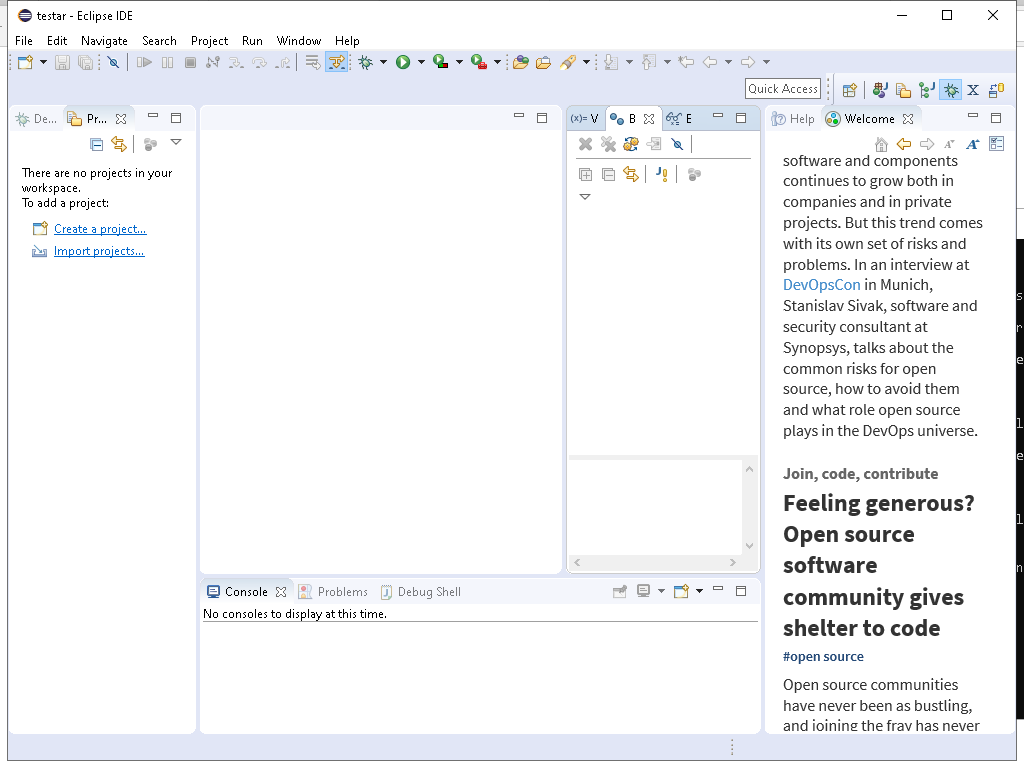 testar - Eclipse IDE
File Edit Navigate Search Project Run Window Help
Quick Access
De...
Pr...
There are no projects in your
workspace.
To add a project:
Create a project...
Import projects...
(x)= V
B
E
Console
Problems
Debug Shell
No consoles to display at this time.
Help
Welcome
software and components
continues to grow both in
companies and in private
projects. But this trend comes
with its own set of risks and
problems. In an interview at
DevOpsCon in Munich,
Stanislav Sivak, software and
security consultant at
Synopsys, talks about the
common risks for open
source, how to avoid them
and what role open source
plays in the DevOps universe.
Join, code, contribute
Feeling generous?
Open source
software
community gives
shelter to code
#open source
Open source communities
have never been as bustling,
and joining the fray has never